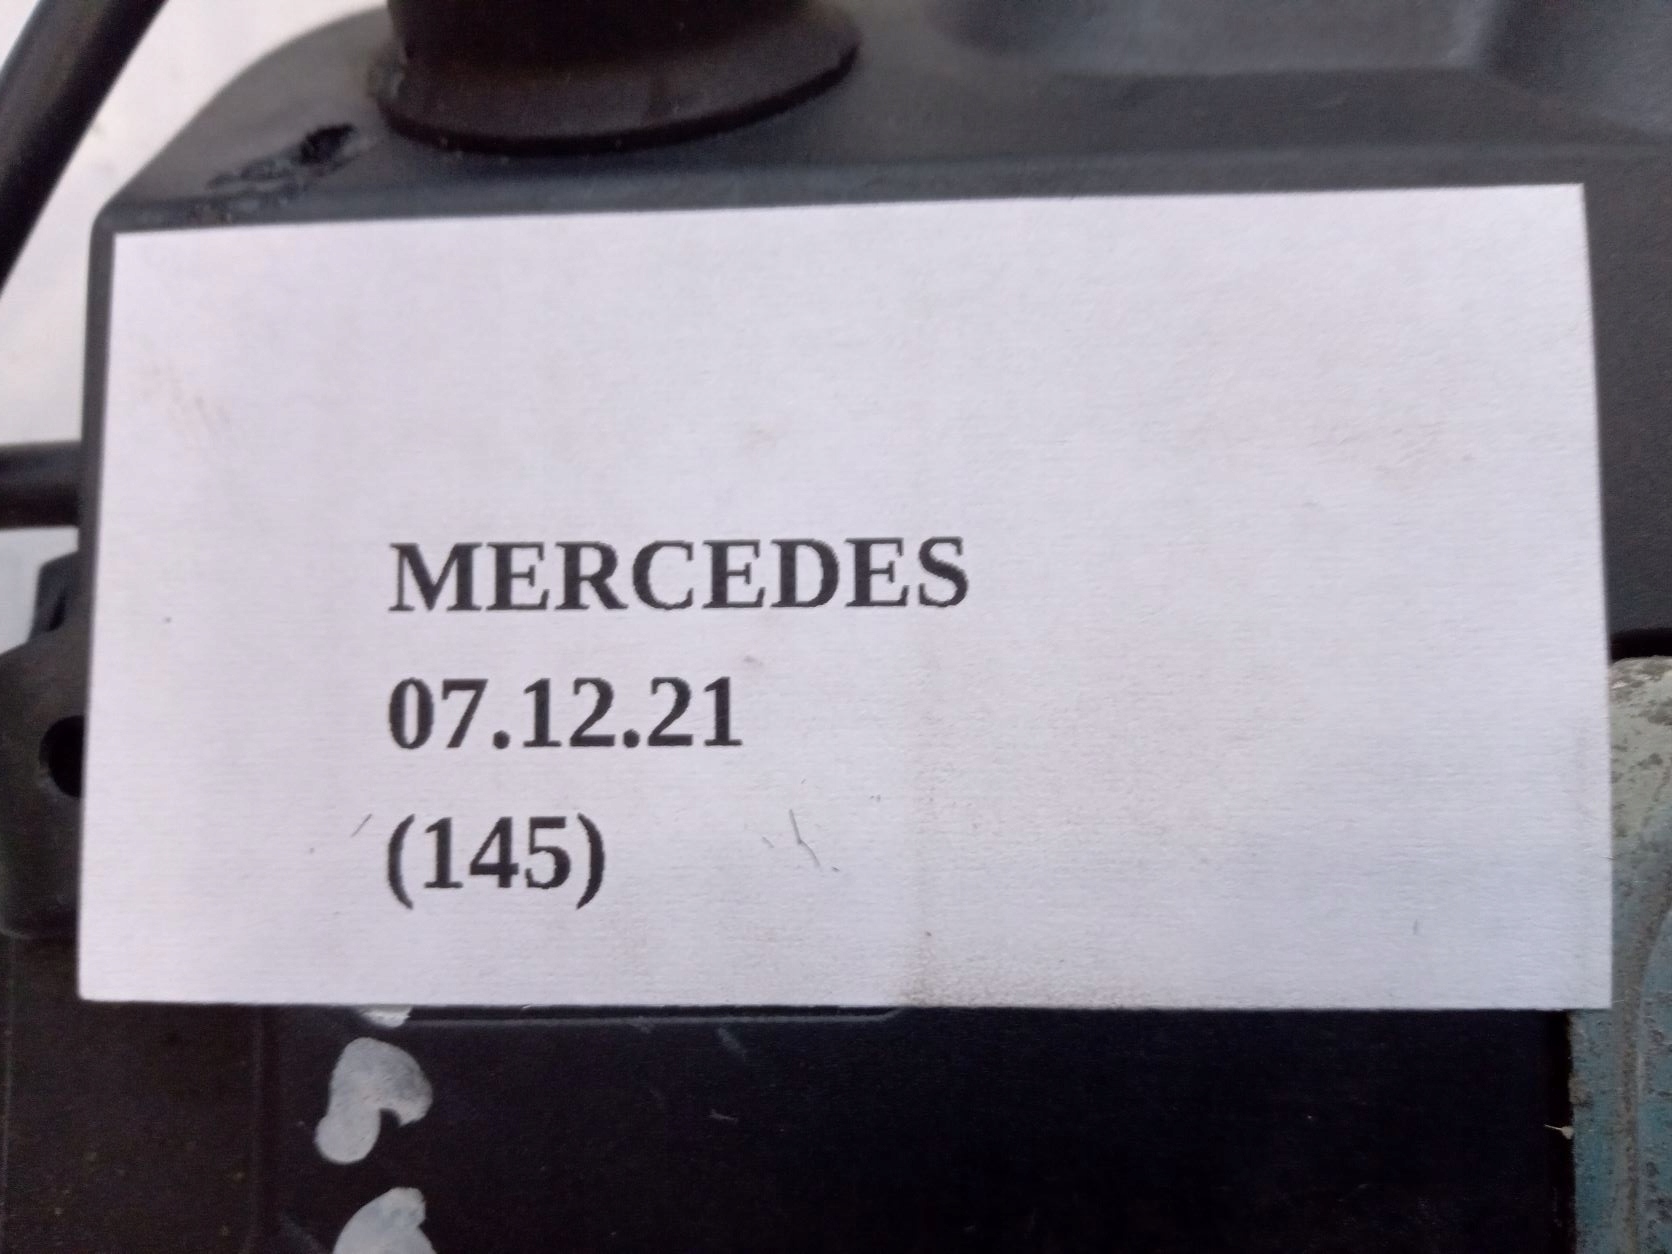 MERCEDES
07.12.21
(145)